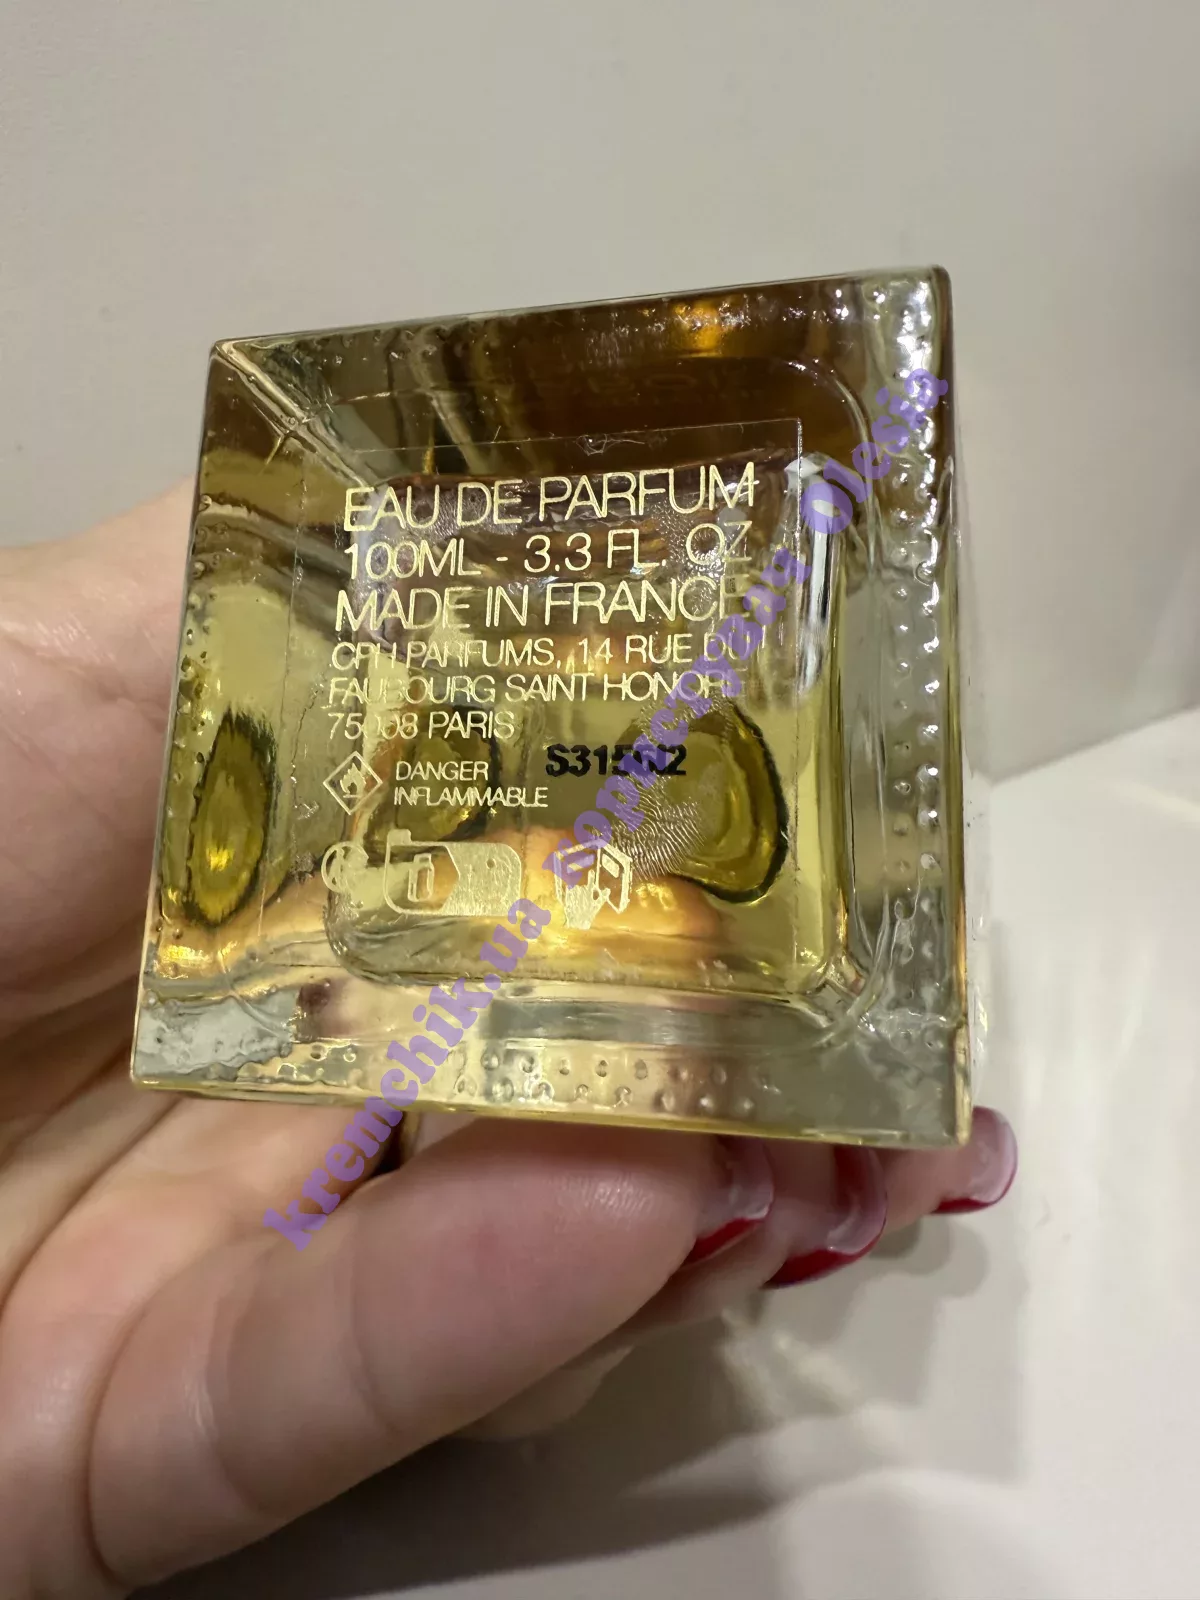 EAU DE PARFUM
100ML - 3.3 FL. OZ
MADE IN FRANCE
CPH PARFUMS, 14 RUE DU
FAUBOURG SAINT HONORE
75008 PARIS
DANGER
INFLAMMABLE
kremchik.ua користувач Olesia